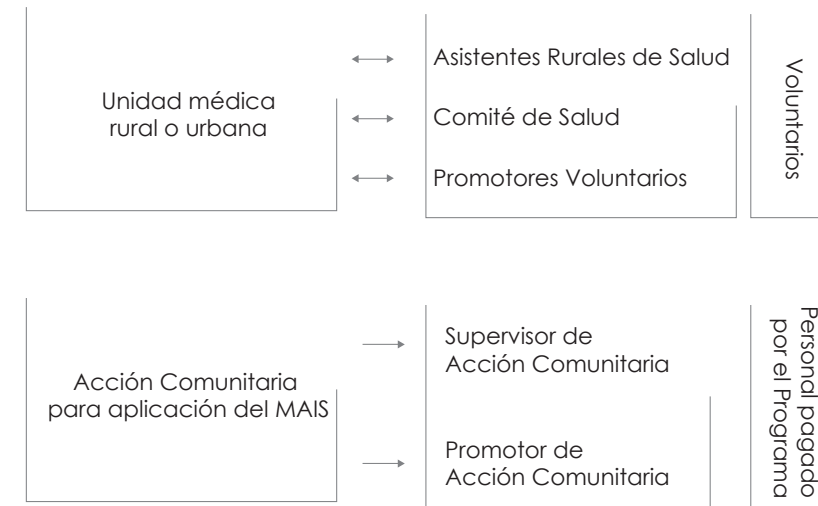 Unidad médica
rural o urbana
Asistentes Rurales de Salud
Comité de Salud
Promotores Voluntarios
Voluntarios
Acción Comunitaria
para aplicación del MAIS
Supervisor de
Acción Comunitaria
Promotor de
Acción Comunitaria
Personal pagado
por el Programa